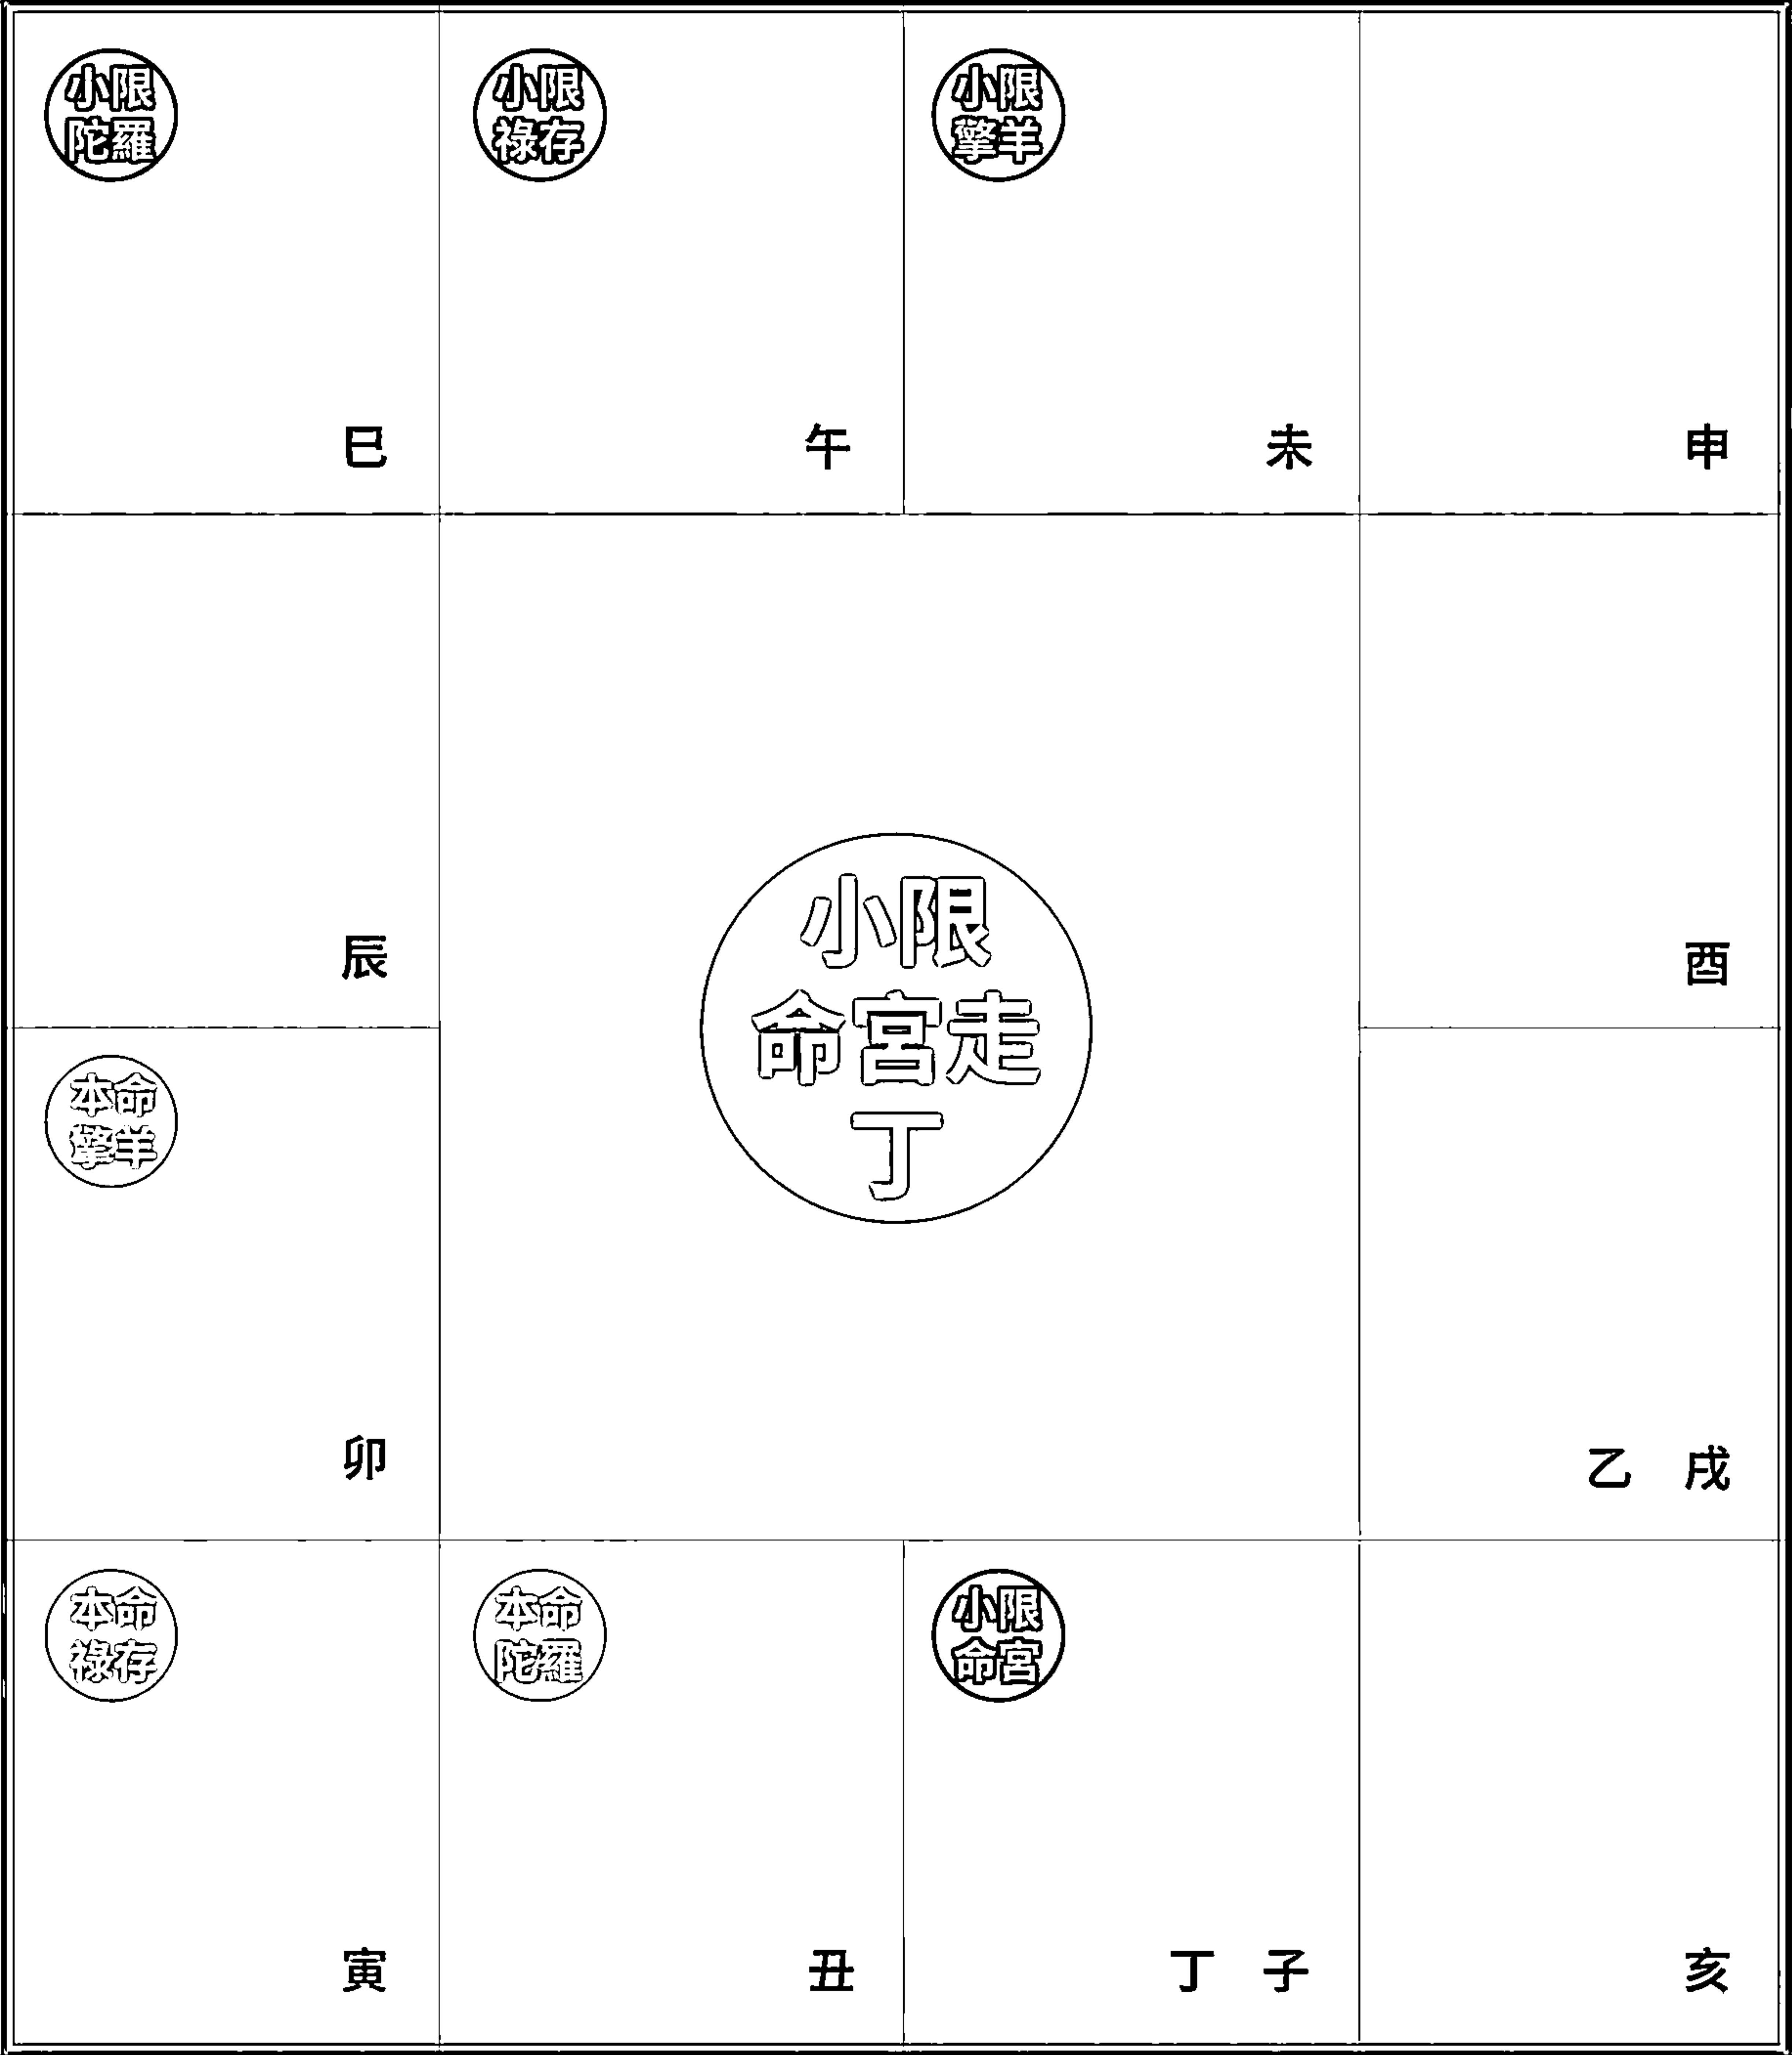 小限
陀羅
巳
小限
祿存
午
小限
擎羊
未
申
辰
小限
命宮走
丁
酉
本命
擎羊
卯
乙 戌
本命
祿存
寅
本命
陀羅
丑
小限
命宮
丁 子
亥